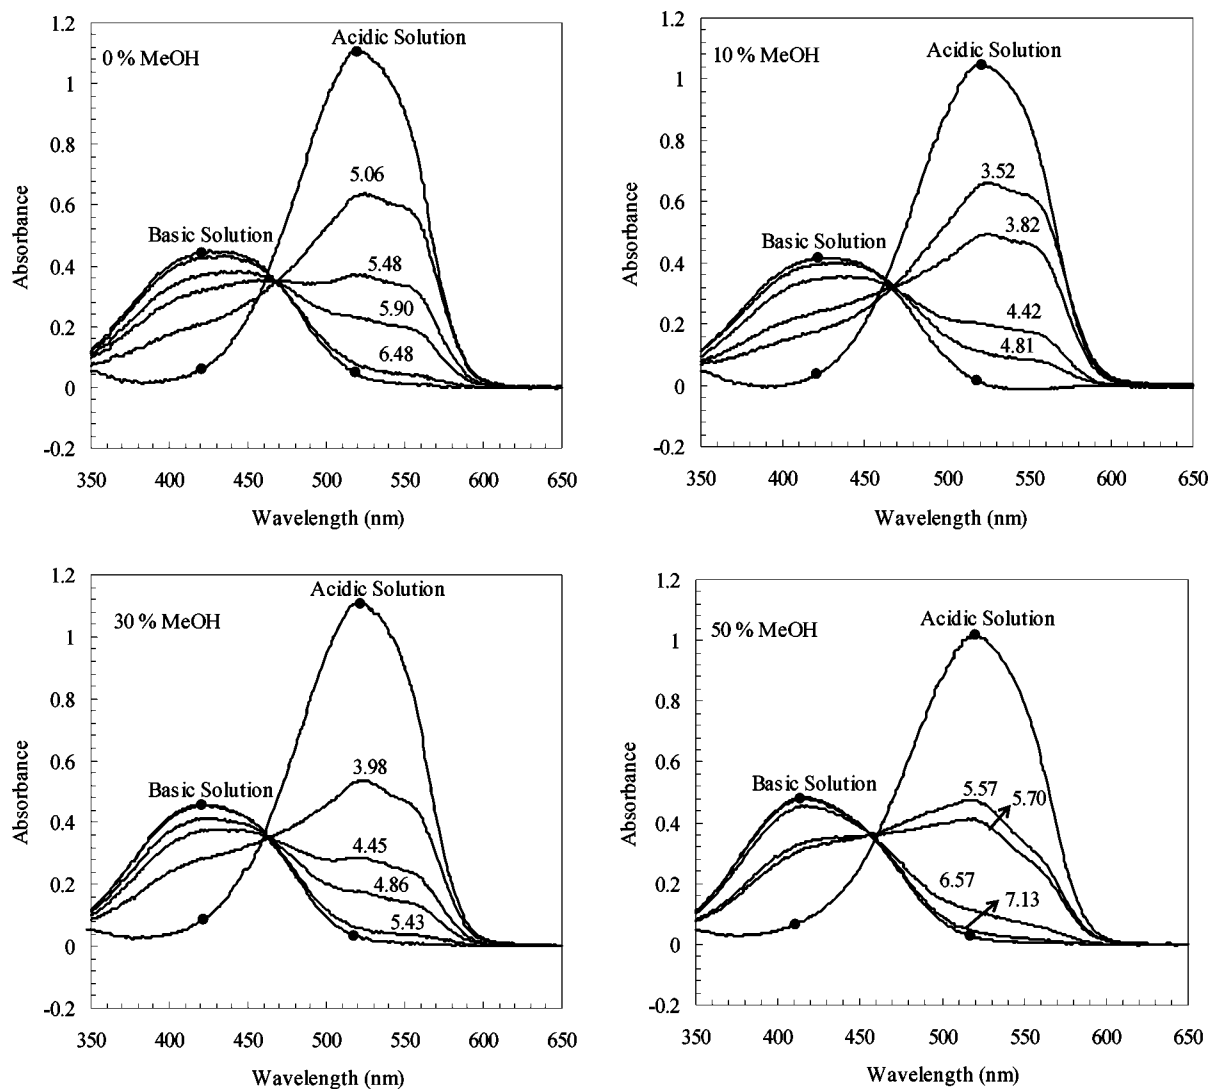 1.2
1
0.8
0.6
0.4
0.2
0
-0.2
Absorbance
0 % MeOH
Acidic Solution
5.06
Basic Solution
5.48
5.90
6.48
350 400 450 500 550 600 650
Wavelength (nm)
1.2
1
0.8
0.6
0.4
0.2
0
-0.2
Absorbance
10 % MeOH
Acidic Solution
3.52
3.82
Basic Solution
4.42
4.81
350 400 450 500 550 600 650
Wavelength (nm)
1.2
1
0.8
0.6
0.4
0.2
0
-0.2
Absorbance
30 % MeOH
Acidic Solution
3.98
Basic Solution
4.45
4.86
5.43
350 400 450 500 550 600 650
Wavelength (nm)
1.2
1
0.8
0.6
0.4
0.2
0
-0.2
Absorbance
50 % MeOH
Acidic Solution
Basic Solution
5.57
5.70
6.57
7.13
350 400 450 500 550 600 650
Wavelength (nm)